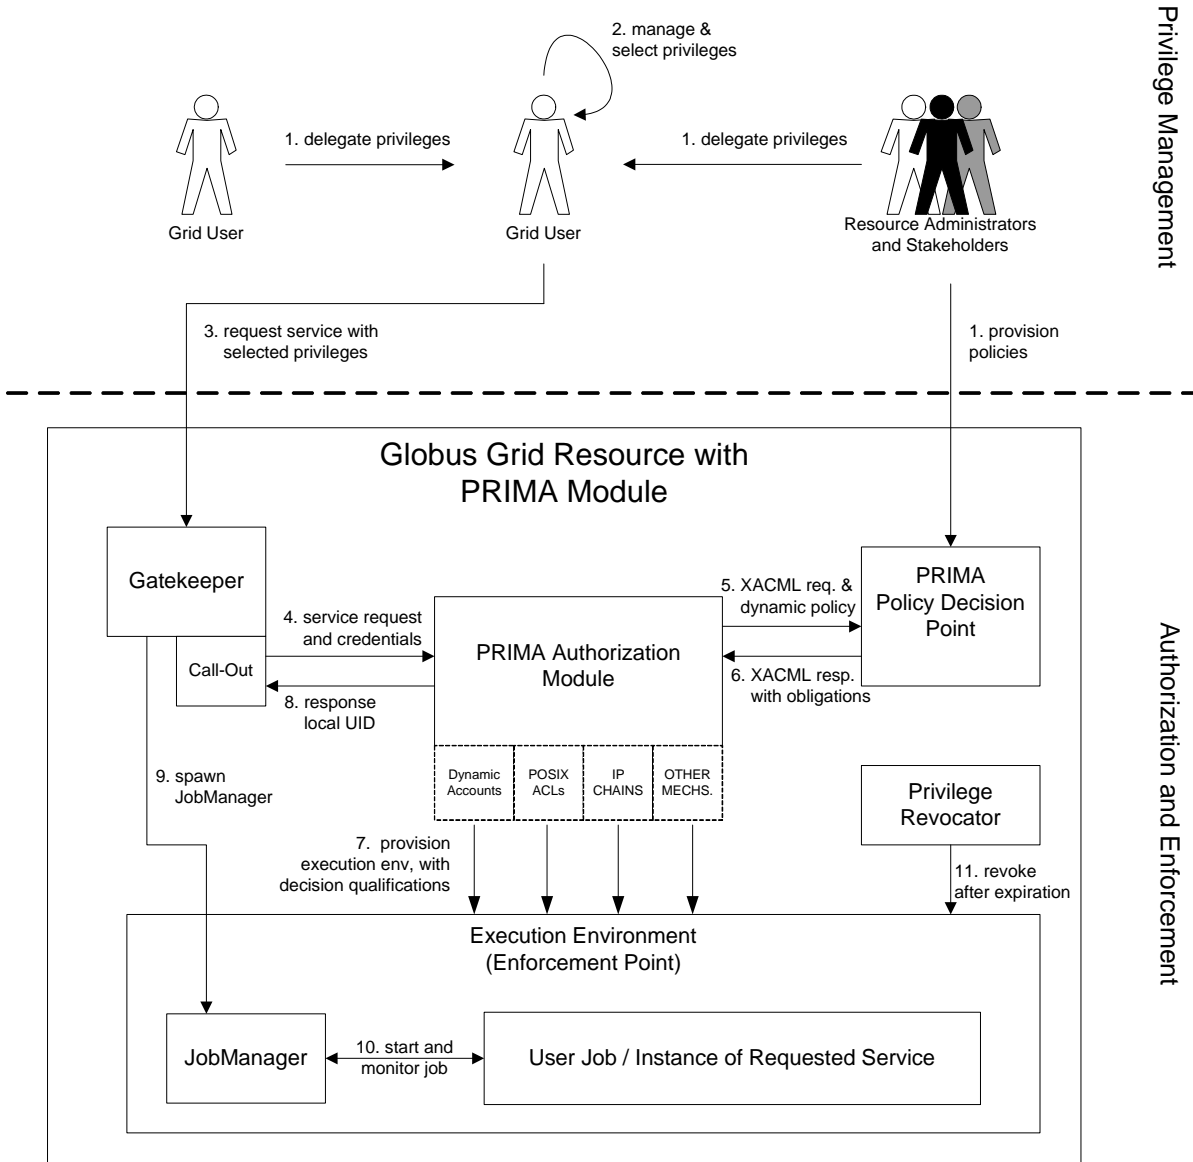 2. manage &
select privileges
Privilege Management
1. delegate privileges
1. delegate privileges
Grid User
Grid User
Resource Administrators
and Stakeholders
3. request service with
selected privileges
1. provision
policies
Globus Grid Resource with
PRIMA Module
Gatekeeper
Call-Out
4. service request
and credentials
8. response
local UID
PRIMA Authorization
Module
5. XACML req. &
dynamic policy
6. XACML resp.
with obligations
PRIMA
Policy Decision
Point
Authorization and Enforcement
Dynamic
Accounts
POSIX
ACLs
IP
CHAINS
OTHER
MECHS.
9. spawn
JobManager
7. provision
execution env, with
decision qualifications
Privilege
Revocator
11. revoke
after expiration
Execution Environment
(Enforcement Point)
JobManager
10. start and
monitor job
User Job / Instance of Requested Service